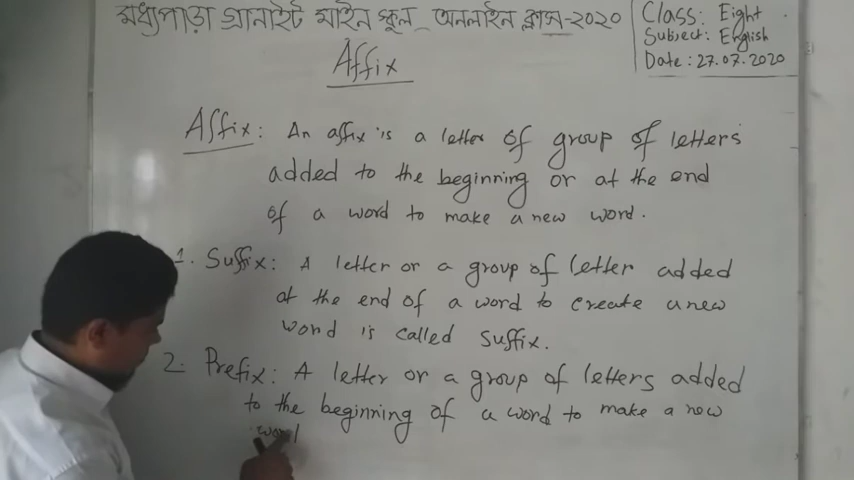 মধ্যপাড়া গ্রানাইট মাইন স্কুল_অনলাইন ক্লাস-২০২০
Class: Eight
Subject: English
Date: 27.07.2020
Affix
Affix: An affix is a letter of group of letters
added to the beginning or at the end
of a word to make a new word.
1. Suffix: A letter or a group of letter added
at the end of a word to create a new
word is called suffix.
2. Prefix: A letter or a group of letters added
to the beginning of a word to make a new